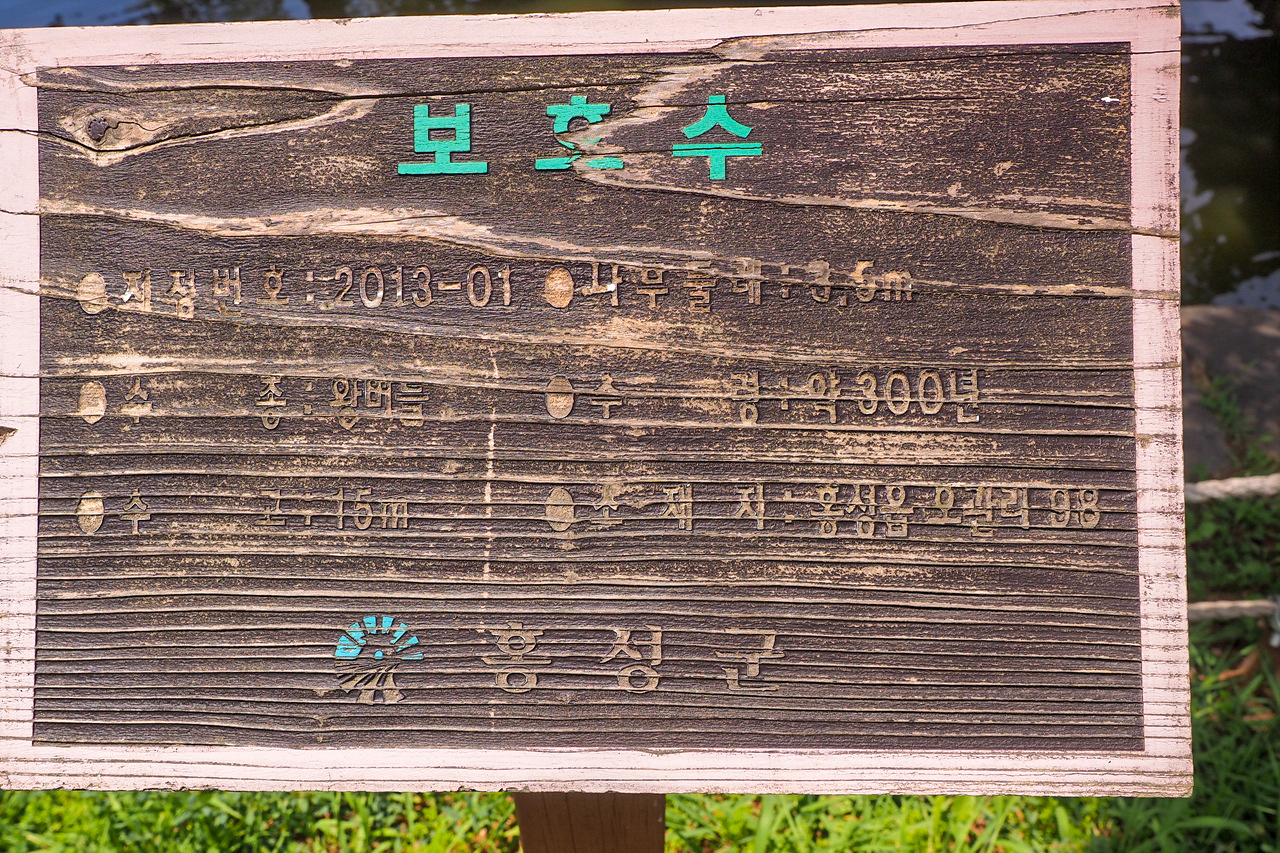 보 호 수
●지정번호:2013-01 ●나무둘레:3,5m
●수 종:왕버들 ●수 령:약 300년
●수 고:15m ●소 재 지:홍성읍 오관리 98
홍 성 군